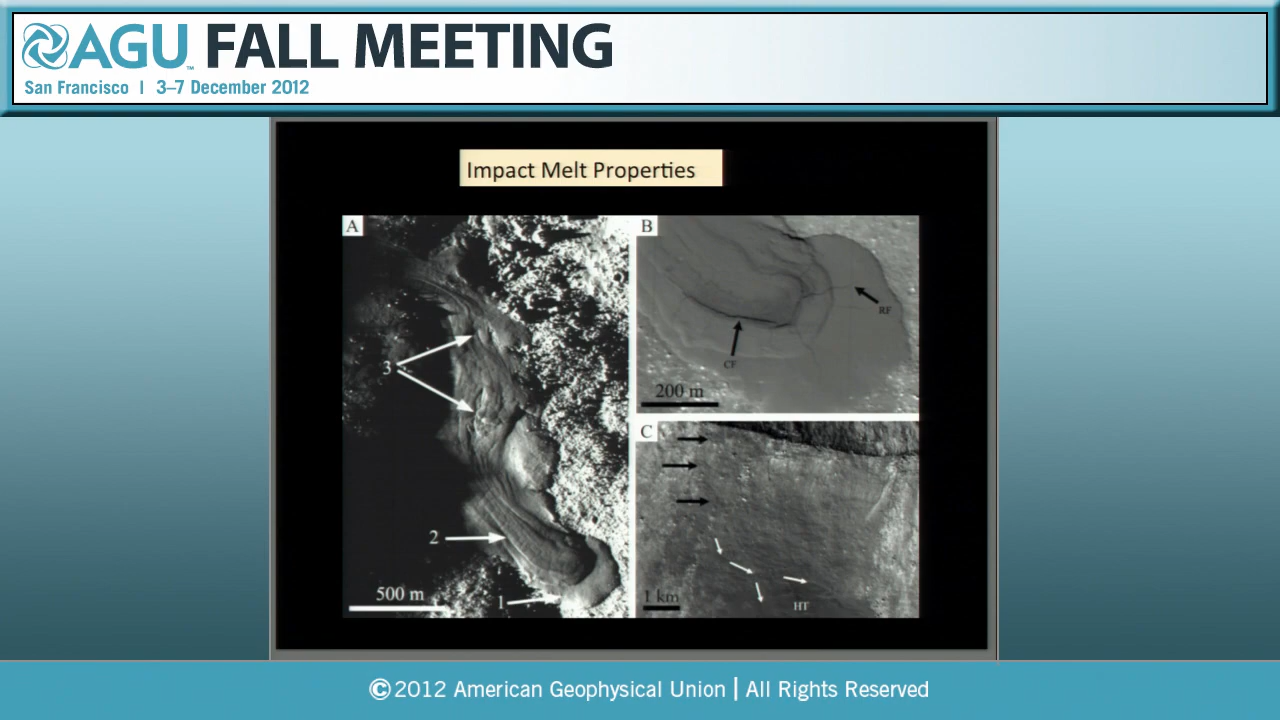 AGU™ FALL MEETING
San Francisco | 3–7 December 2012
Impact Melt Properties
A
3
2
1
500 m
B
RF
CF
200 m
C
1 km
HT
©2012 American Geophysical Union | All Rights Reserved